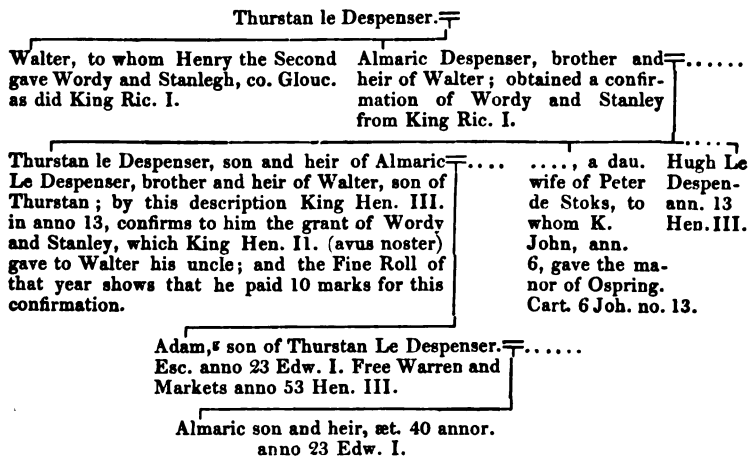 Thurstan le Despenser.
Walter, to whom Henry the Second
gave Wordy and Stanlegh, co. Glouc.
as did King Ric. I.
Almaric Despenser, brother and
heir of Walter; obtained a confir-
mation of Wordy and Stanley
from King Ric. I.
Thurstan le Despenser, son and heir of Almaric
Le Despenser, brother and heir of Walter, son of
Thurstan; by this description King Hen. III.
in anno 13, confirms to him the grant of Wordy
and Stanley, which King Hen. II. (avus noster)
gave to Walter his uncle; and the Fine Roll of
that year shows that he paid 10 marks for this
confirmation.
...., a dau.
wife of Peter
de Stoks, to
whom K.
John, ann.
6, gave the ma-
nor of Ospring.
Cart. 6 Joh. no. 13.
Hugh Le
Despen-
ann. 13
Hen. III.
Adam,ᵍ son of Thurstan Le Despenser.
Esc. anno 23 Edw. I. Free Warren and
Markets anno 53 Hen. III.
Almaric son and heir, æt. 40 annor.
anno 23 Edw. I.